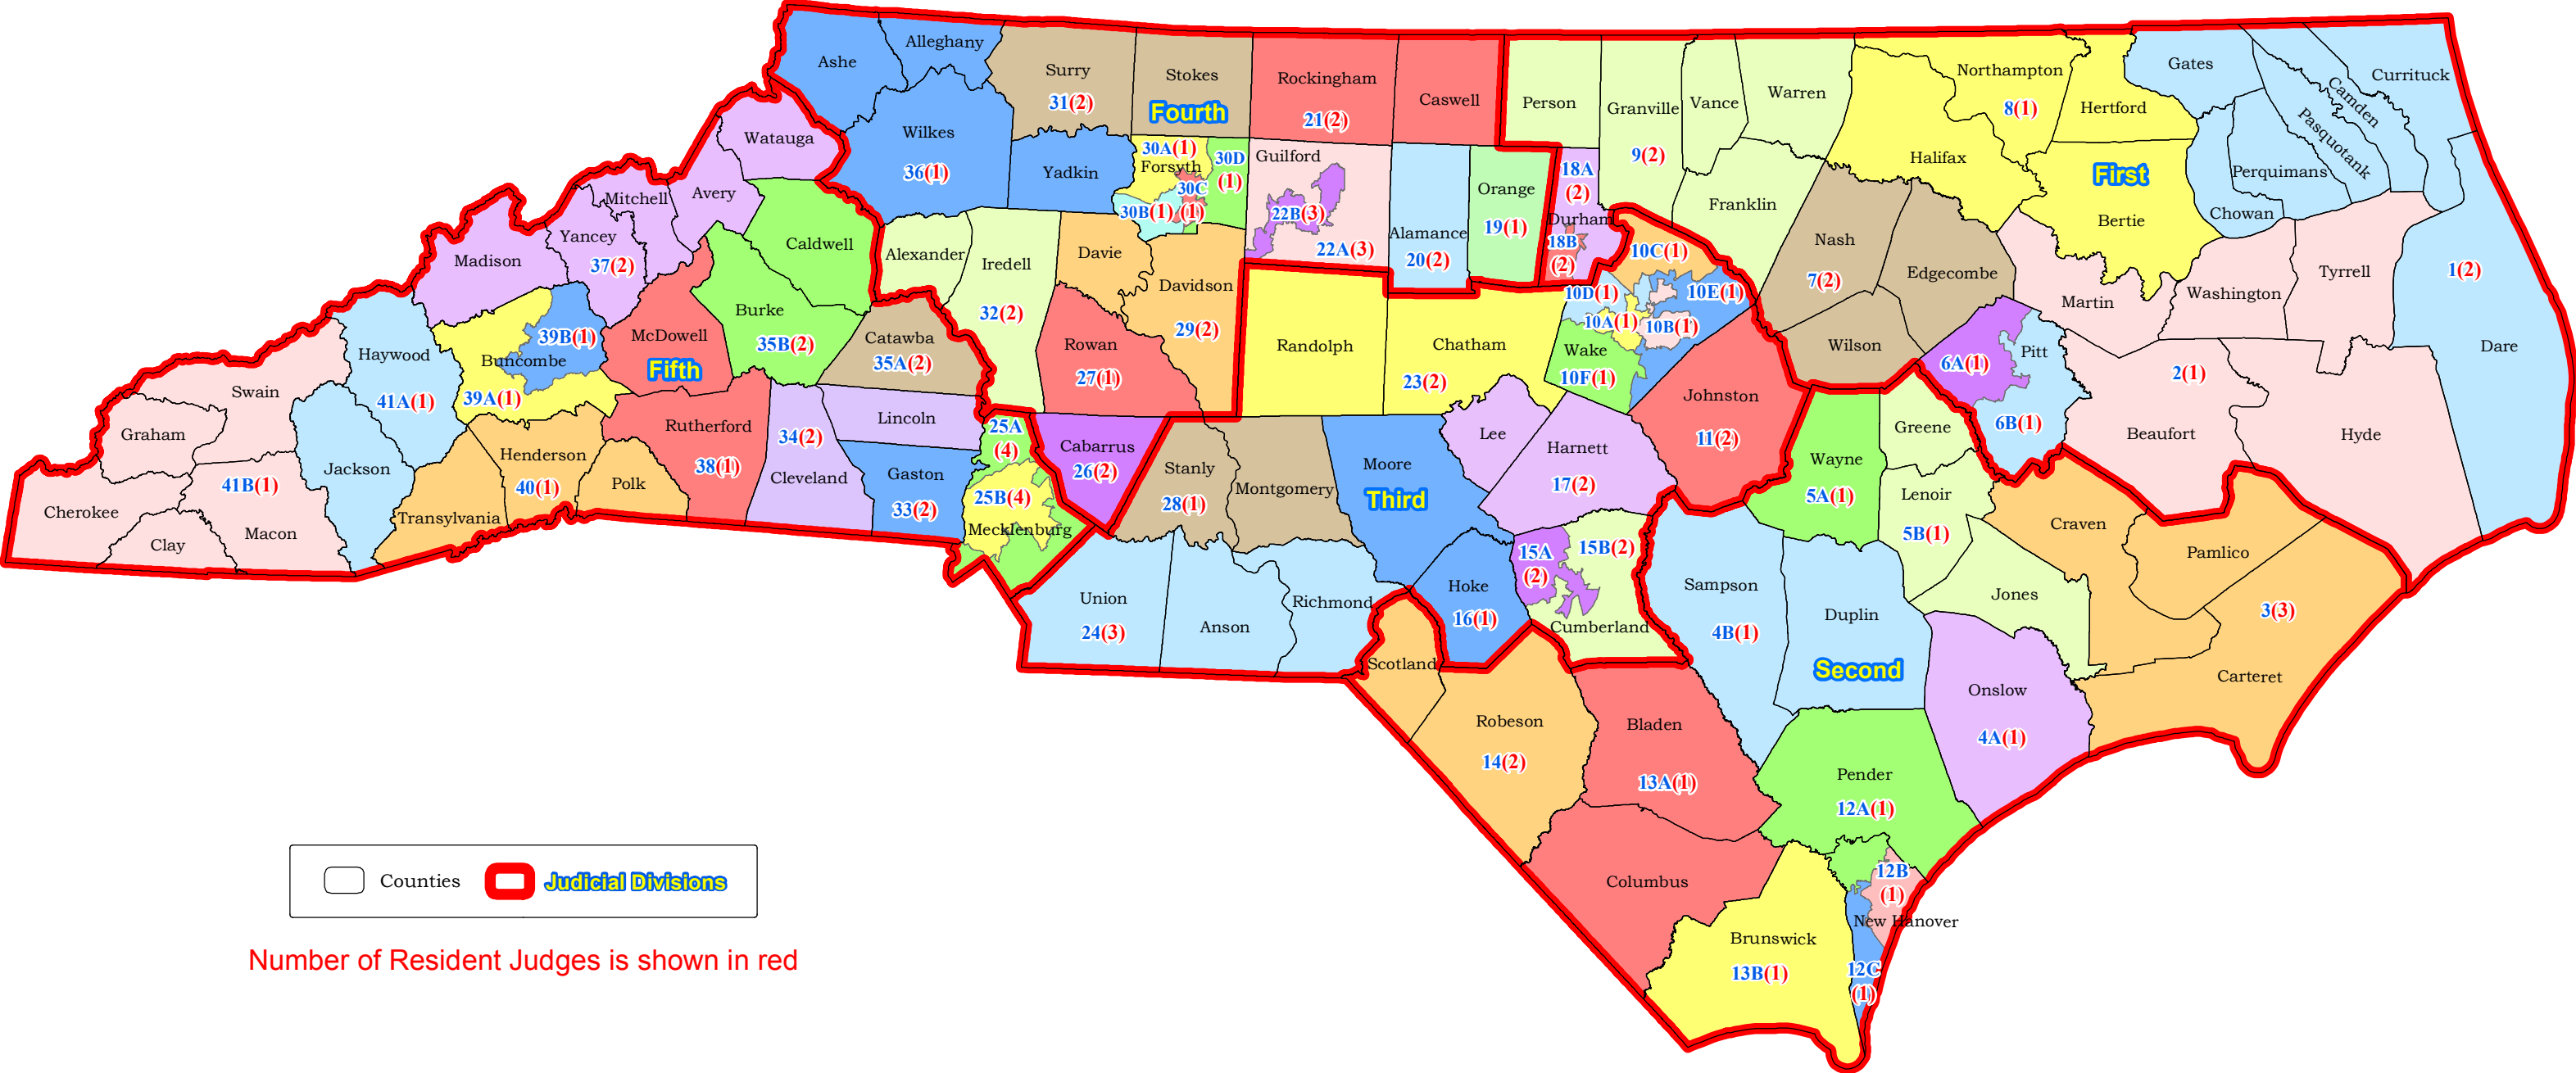 Ashe
Alleghany
Surry
31(2)
Stokes
Fourth
Rockingham
21(2)
Caswell
Person
Granville
9(2)
Vance
Warren
Northampton
8(1)
Hertford
Gates
Camden
Currituck
Pasquotank
Perquimans
Chowan
Halifax
First
Bertie
Watauga
Wilkes
36(1)
Yadkin
30A(1)
Forsyth
30D
(1)
30C
(1)
30B(1)
Guilford
22B(3)
22A(3)
Alamance
20(2)
Orange
19(1)
18A
(2)
Durham
18B
(2)
Franklin
Nash
7(2)
Edgecombe
Wilson
Martin
Washington
Tyrrell
1(2)
Dare
Mitchell
Avery
Yancey
37(2)
Madison
Caldwell
Alexander
Iredell
32(2)
Davie
Davidson
29(2)
Rowan
27(1)
Randolph
Chatham
23(2)
10C(1)
10D(1)
10E(1)
10A(1)
10B(1)
Wake
10F(1)
Johnston
11(2)
6A(1)
Pitt
6B(1)
2(1)
Beaufort
Hyde
Haywood
41A(1)
39B(1)
Buncombe
39A(1)
McDowell
Fifth
Burke
35B(2)
Catawba
35A(2)
Swain
Graham
Cherokee
Clay
Macon
41B(1)
Jackson
Transylvania
Henderson
40(1)
Polk
Rutherford
38(1)
34(2)
Cleveland
Lincoln
Gaston
33(2)
25A
(4)
25B(4)
Mecklenburg
Cabarrus
26(2)
Stanly
28(1)
Montgomery
Moore
Third
Lee
Harnett
17(2)
Wayne
5A(1)
Greene
Lenoir
5B(1)
Craven
Pamlico
Jones
3(3)
Carteret
Union
24(3)
Anson
Richmond
Hoke
16(1)
15A
(2)
15B(2)
Cumberland
Scotland
Sampson
4B(1)
Duplin
Second
Onslow
4A(1)
Robeson
14(2)
Bladen
13A(1)
Pender
12A(1)
12B
(1)
New Hanover
12C
(1)
Columbus
Brunswick
13B(1)
Counties
Judicial Divisions
Number of Resident Judges is shown in red